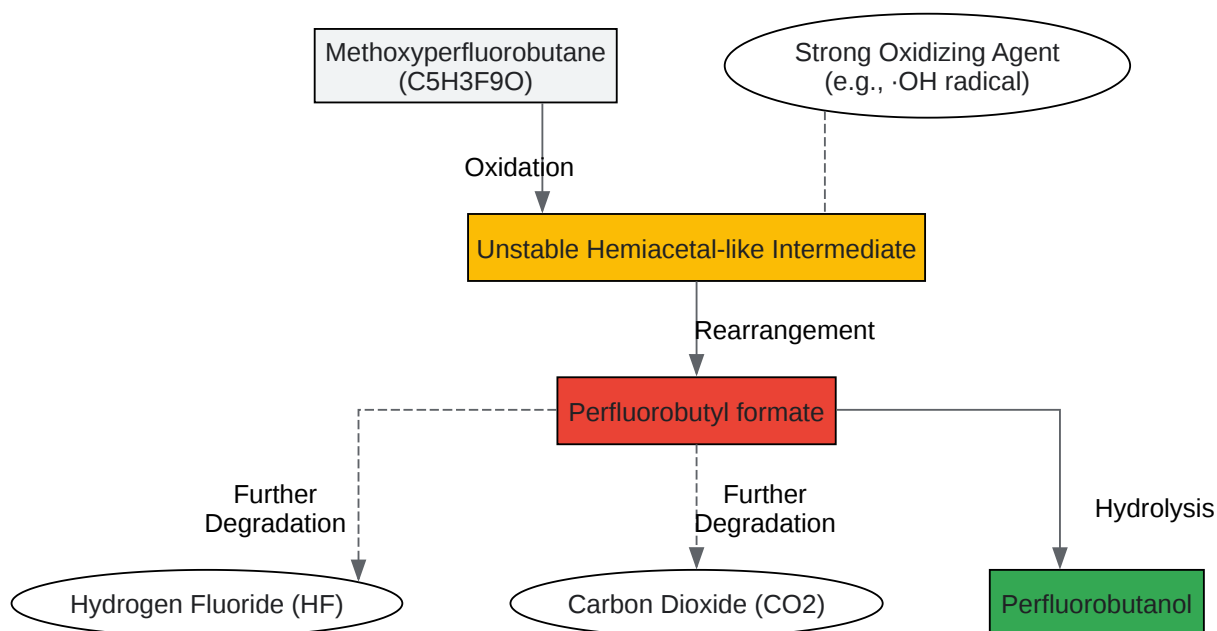 Methoxyperfluorobutane
(C5H3F9O)
Strong Oxidizing Agent
(e.g., ·OH radical)
Oxidation
Unstable Hemiacetal-like Intermediate
Rearrangement
Perfluorobutyl formate
Further
Degradation
Further
Degradation
Hydrolysis
Hydrogen Fluoride (HF)
Carbon Dioxide (CO2)
Perfluorobutanol